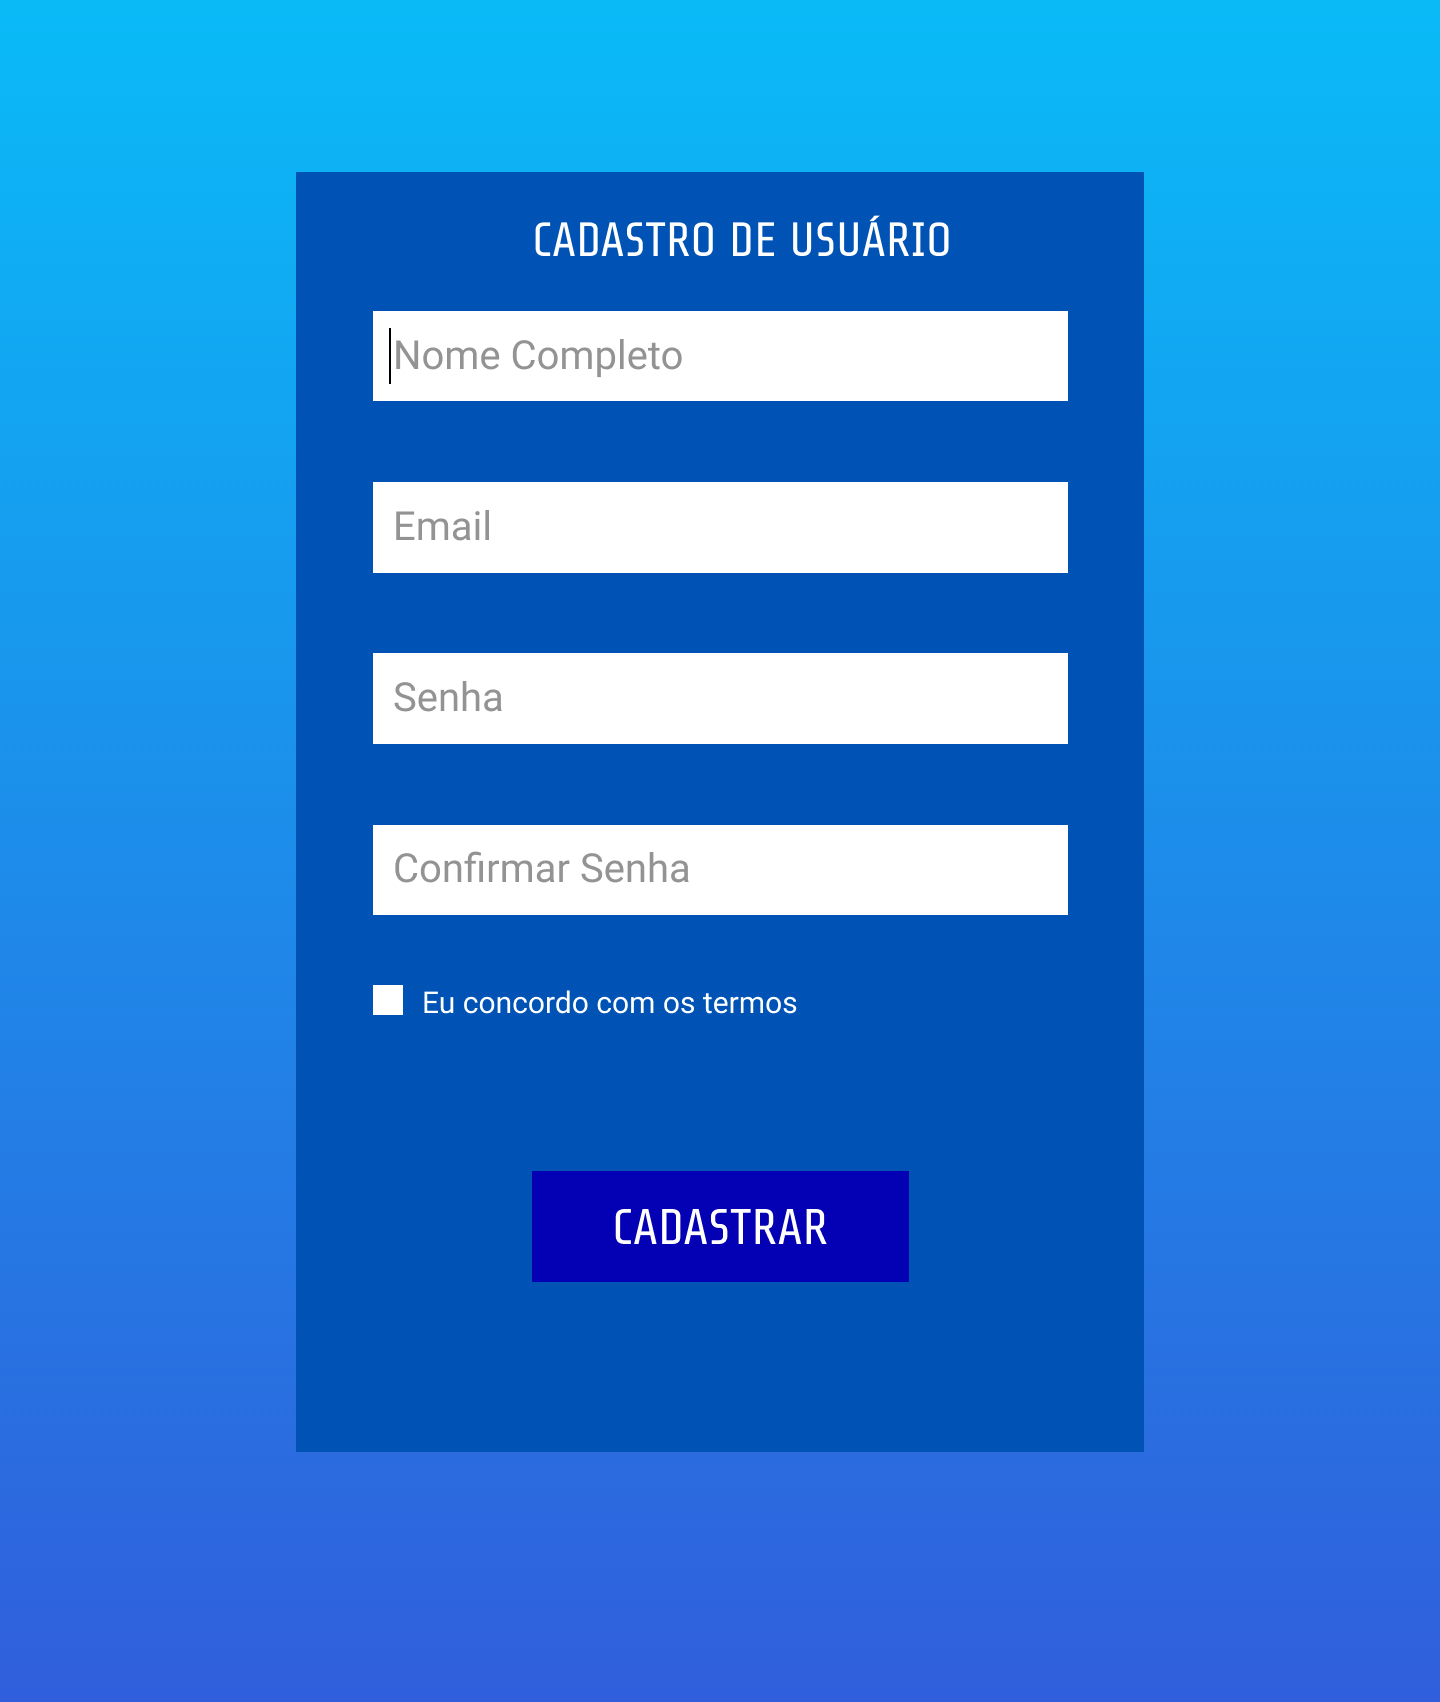 CADASTRO DE USUÁRIO
Nome Completo
Email
Senha
Confirmar Senha
Eu concordo com os termos
CADASTRAR